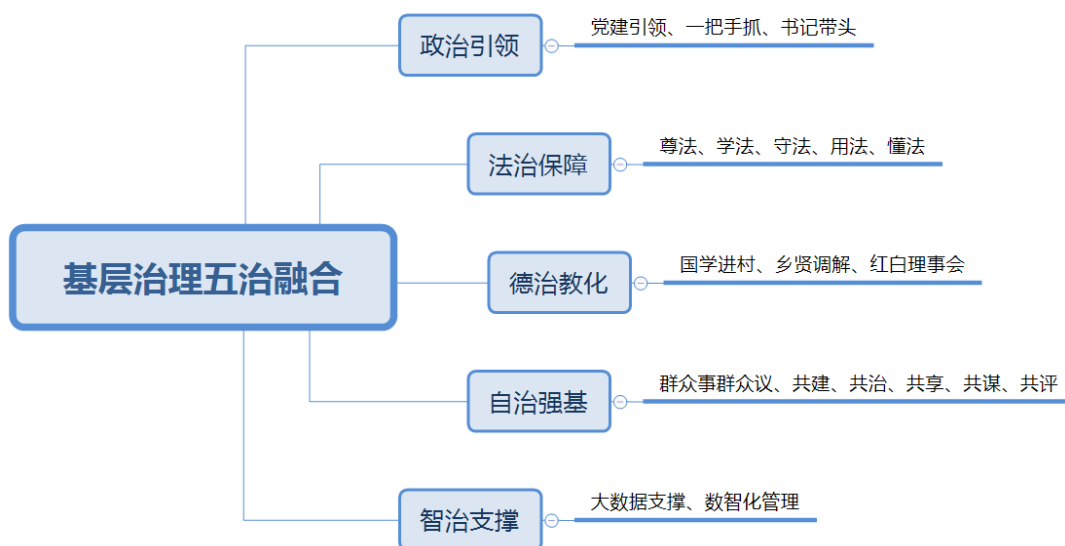 政治引领
党建引领、一把手抓、书记带头
法治保障
尊法、学法、守法、用法、懂法
基层治理五治融合
德治教化
国学进村、乡贤调解、红白理事会
自治强基
群众事群众议、共建、共治、共享、共谋、共评
智治支撑
大数据支撑、数智化管理